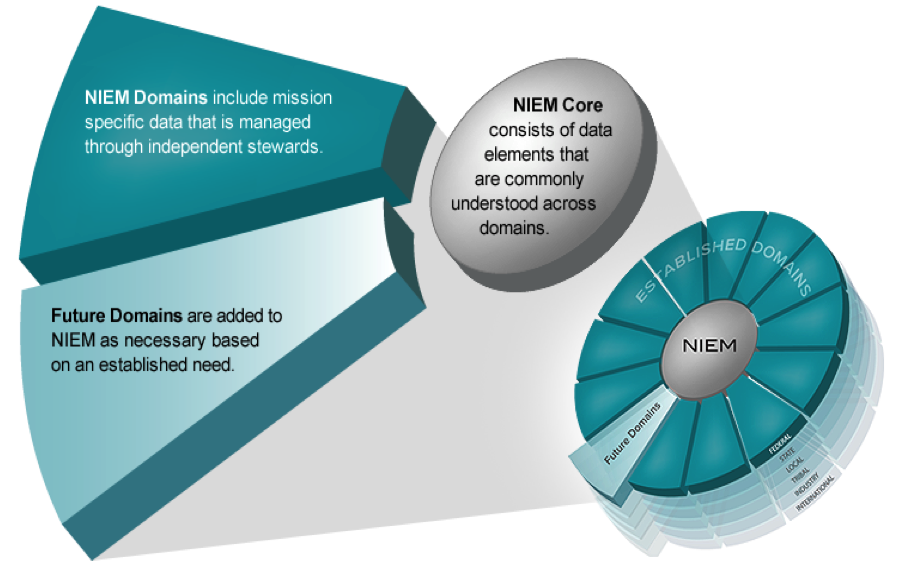 NIEM Domains include mission
specific data that is managed
through independent stewards.
NIEM Core
consists of data
elements that
are commonly
understood across
domains.
Future Domains are added to
NIEM as necessary based
on an established need.
ESTABLISHED DOMAINS
NIEM
Future Domains
FEDERAL
STATE
LOCAL
TRIBAL
INDUSTRY
INTERNATIONAL